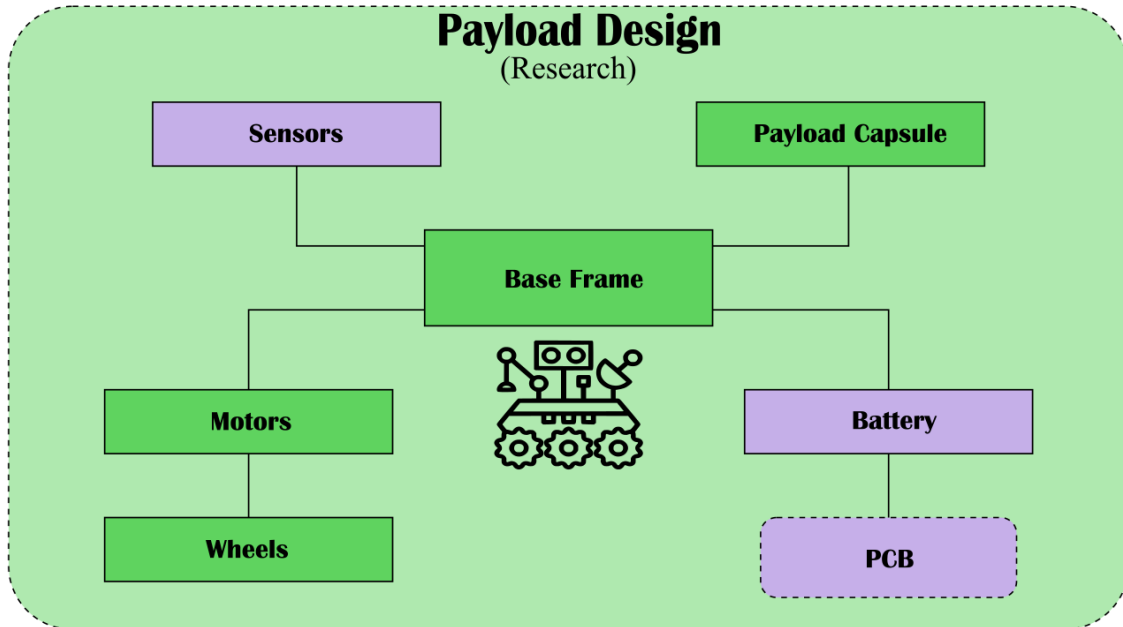 Payload Design
(Research)
Sensors
Payload Capsule
Base Frame
Motors
Battery
Wheels
PCB